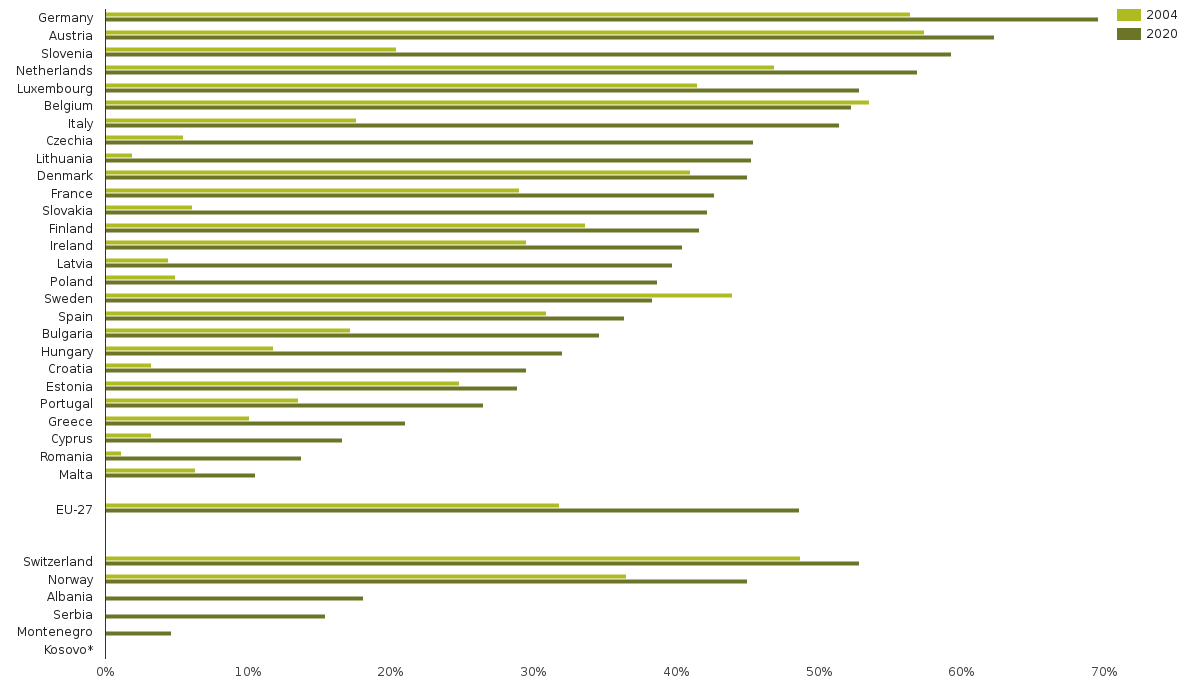 Germany
Austria
Slovenia
Netherlands
Luxembourg
Belgium
Italy
Czechia
Lithuania
Denmark
France
Slovakia
Finland
Ireland
Latvia
Poland
Sweden
Spain
Bulgaria
Hungary
Croatia
Estonia
Portugal
Greece
Cyprus
Romania
Malta
EU-27
Switzerland
Norway
Albania
Serbia
Montenegro
Kosovo*
0% 10% 20% 30% 40% 50% 60% 70%
2004
2020